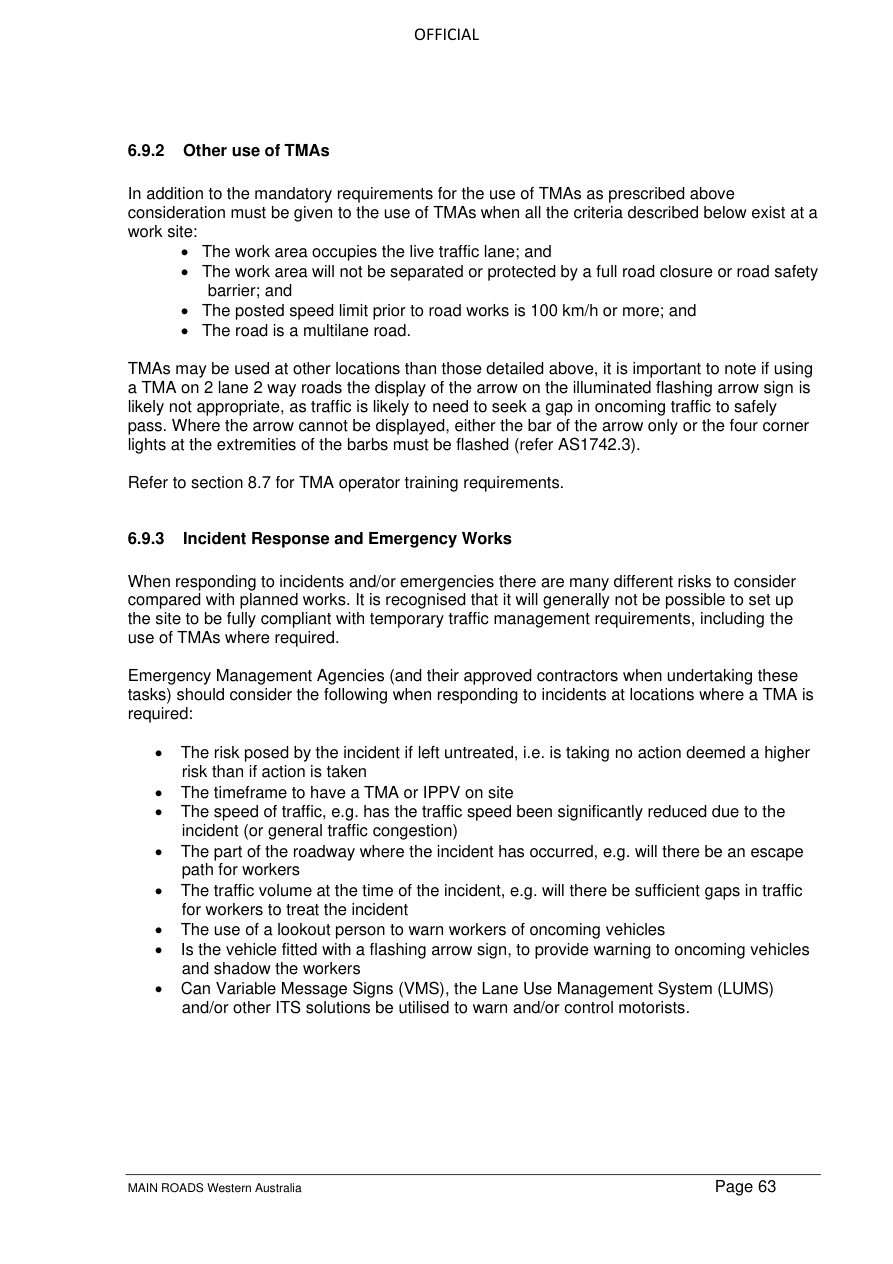 OFFICIAL
6.9.2 Other use of TMAs
In addition to the mandatory requirements for the use of TMAs as prescribed above
consideration must be given to the use of TMAs when all the criteria described below exist at a
work site:
• The work area occupies the live traffic lane; and
• The work area will not be separated or protected by a full road closure or road safety
barrier; and
• The posted speed limit prior to road works is 100 km/h or more; and
• The road is a multilane road.
TMAs may be used at other locations than those detailed above, it is important to note if using
a TMA on 2 lane 2 way roads the display of the arrow on the illuminated flashing arrow sign is
likely not appropriate, as traffic is likely to need to seek a gap in oncoming traffic to safely
pass. Where the arrow cannot be displayed, either the bar of the arrow only or the four corner
lights at the extremities of the barbs must be flashed (refer AS1742.3).
Refer to section 8.7 for TMA operator training requirements.
6.9.3 Incident Response and Emergency Works
When responding to incidents and/or emergencies there are many different risks to consider
compared with planned works. It is recognised that it will generally not be possible to set up
the site to be fully compliant with temporary traffic management requirements, including the
use of TMAs where required.
Emergency Management Agencies (and their approved contractors when undertaking these
tasks) should consider the following when responding to incidents at locations where a TMA is
required:
• The risk posed by the incident if left untreated, i.e. is taking no action deemed a higher
risk than if action is taken
• The timeframe to have a TMA or IPPV on site
• The speed of traffic, e.g. has the traffic speed been significantly reduced due to the
incident (or general traffic congestion)
• The part of the roadway where the incident has occurred, e.g. will there be an escape
path for workers
• The traffic volume at the time of the incident, e.g. will there be sufficient gaps in traffic
for workers to treat the incident
• The use of a lookout person to warn workers of oncoming vehicles
• Is the vehicle fitted with a flashing arrow sign, to provide warning to oncoming vehicles
and shadow the workers
• Can Variable Message Signs (VMS), the Lane Use Management System (LUMS)
and/or other ITS solutions be utilised to warn and/or control motorists.
MAIN ROADS Western Australia Page 63